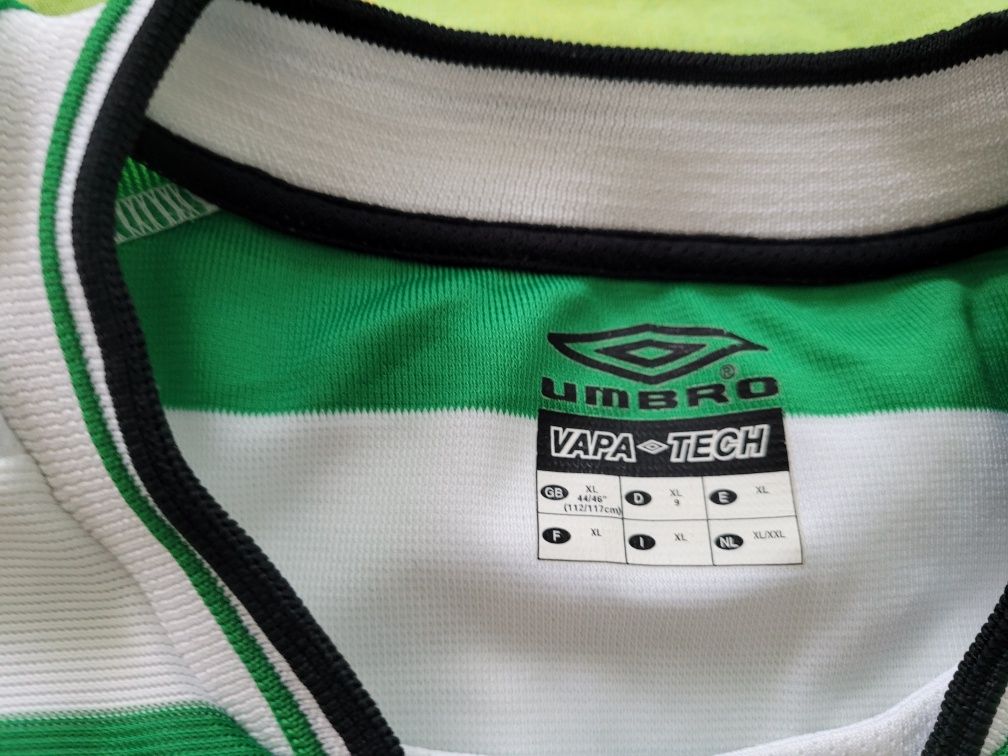 UMBRO®
VAPA TECH
GB XL 44/46" (112/117cm)
D XL 9
E XL
F XL
I XL
NL XL/XXL